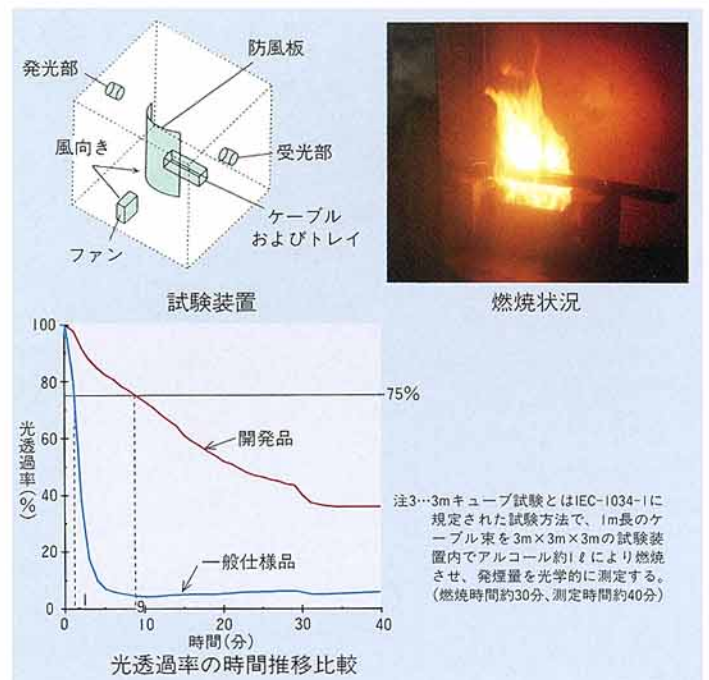 発光部
防風板
風向き
受光部
ファン
ケーブル
およびトレイ
試験装置
燃焼状況
光透過率(%)
100
80
60
40
20
0
75%
開発品
一般仕様品
0
1
9
10
20
30
40
時間(分)
光透過率の時間推移比較
注3…3mキューブ試験とはIEC-1034-1に
規定された試験方法で、1m長のケ
ーブル束を3m×3m×3mの試験装
置内でアルコール約1ℓにより燃焼
させ、発煙量を光学的に測定する。
(燃焼時間約30分、測定時間約40分)